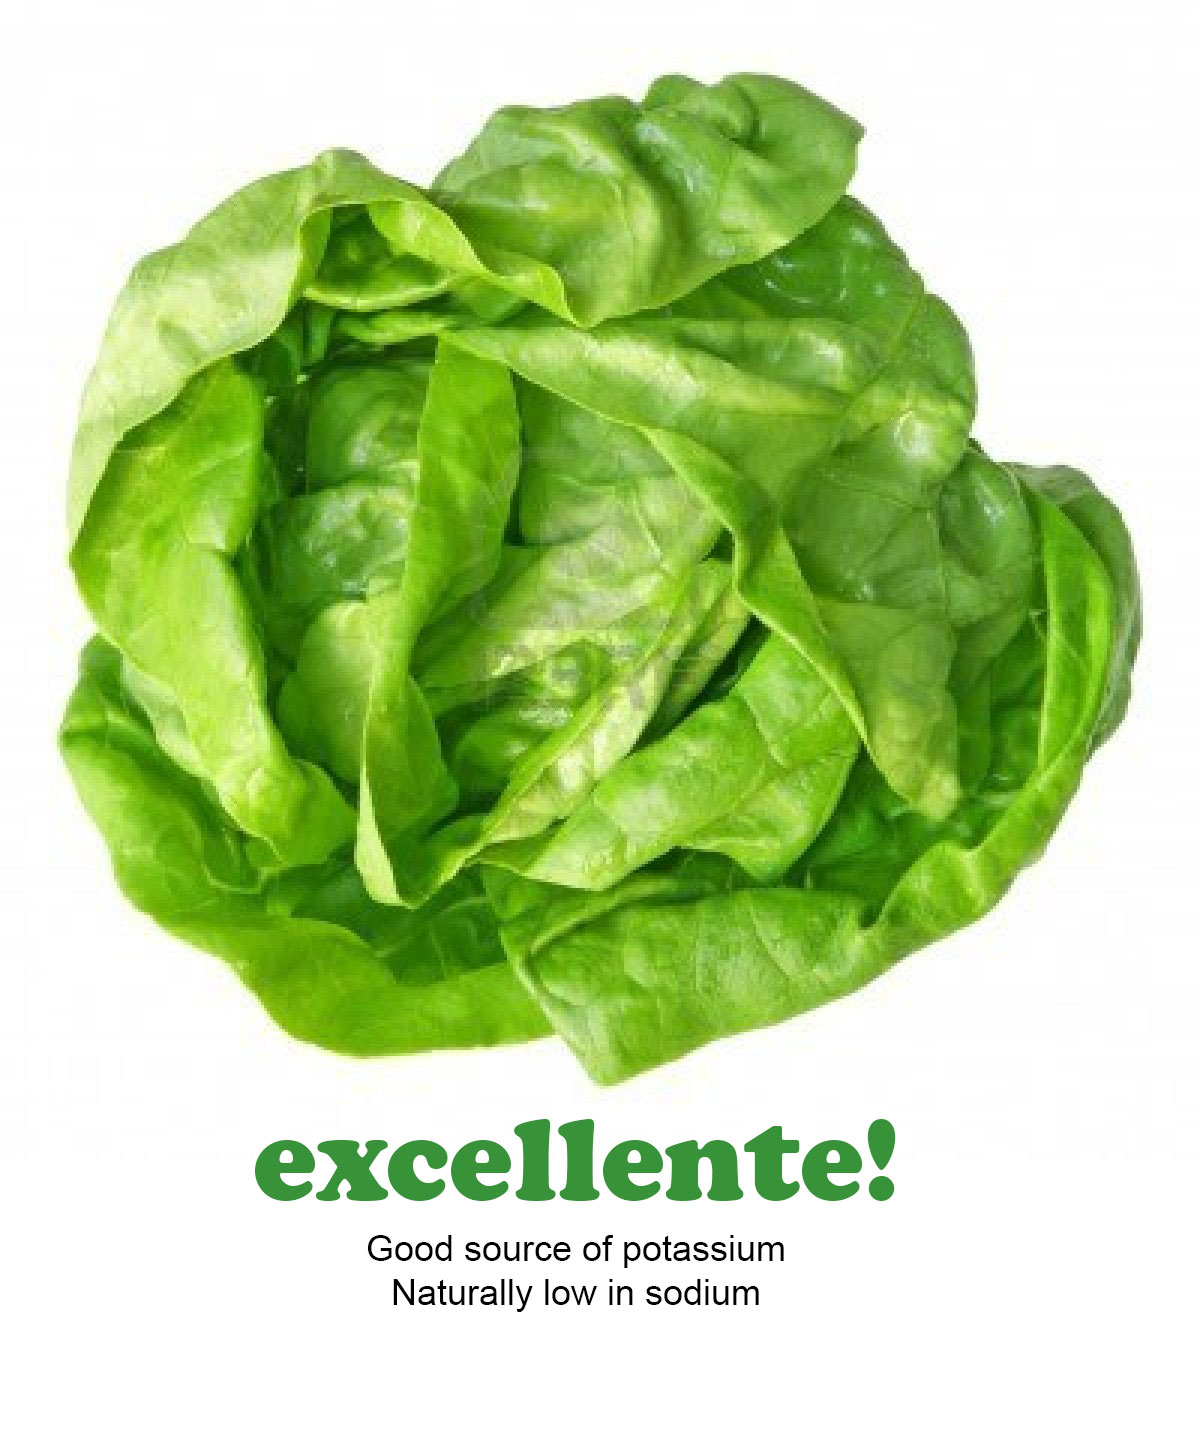 excellente!
Good source of potassium
Naturally low in sodium